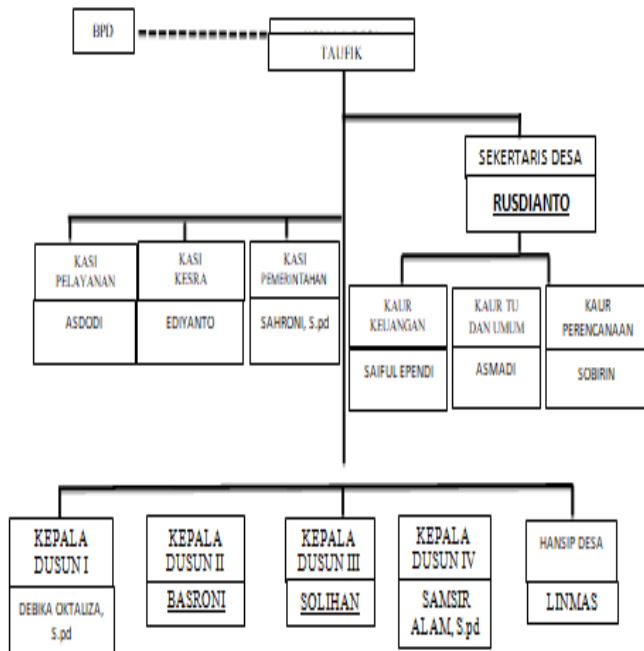 BPD
TAUFIK
SEKERTARIS DESA
RUSDIANTO
KASI
PELAYANAN
ASDODI
KASI
KESRA
EDIYANTO
KASI
PEMERINTAHAN
SAHRONI, S.pd
KAUR
KEUANGAN
SAIFUL EPENDI
KAUR TU
DAN UMUM
ASMADI
KAUR
PERENCANAAN
SOBIRIN
KEPALA
DUSUN I
DEBIKA OKTALIZA,
S.pd
KEPALA
DUSUN II
BASRONI
KEPALA
DUSUN III
SOLIHAN
KEPALA
DUSUN IV
SAMSIR
ALAM, S.pd
HANSIP DESA
LINMAS